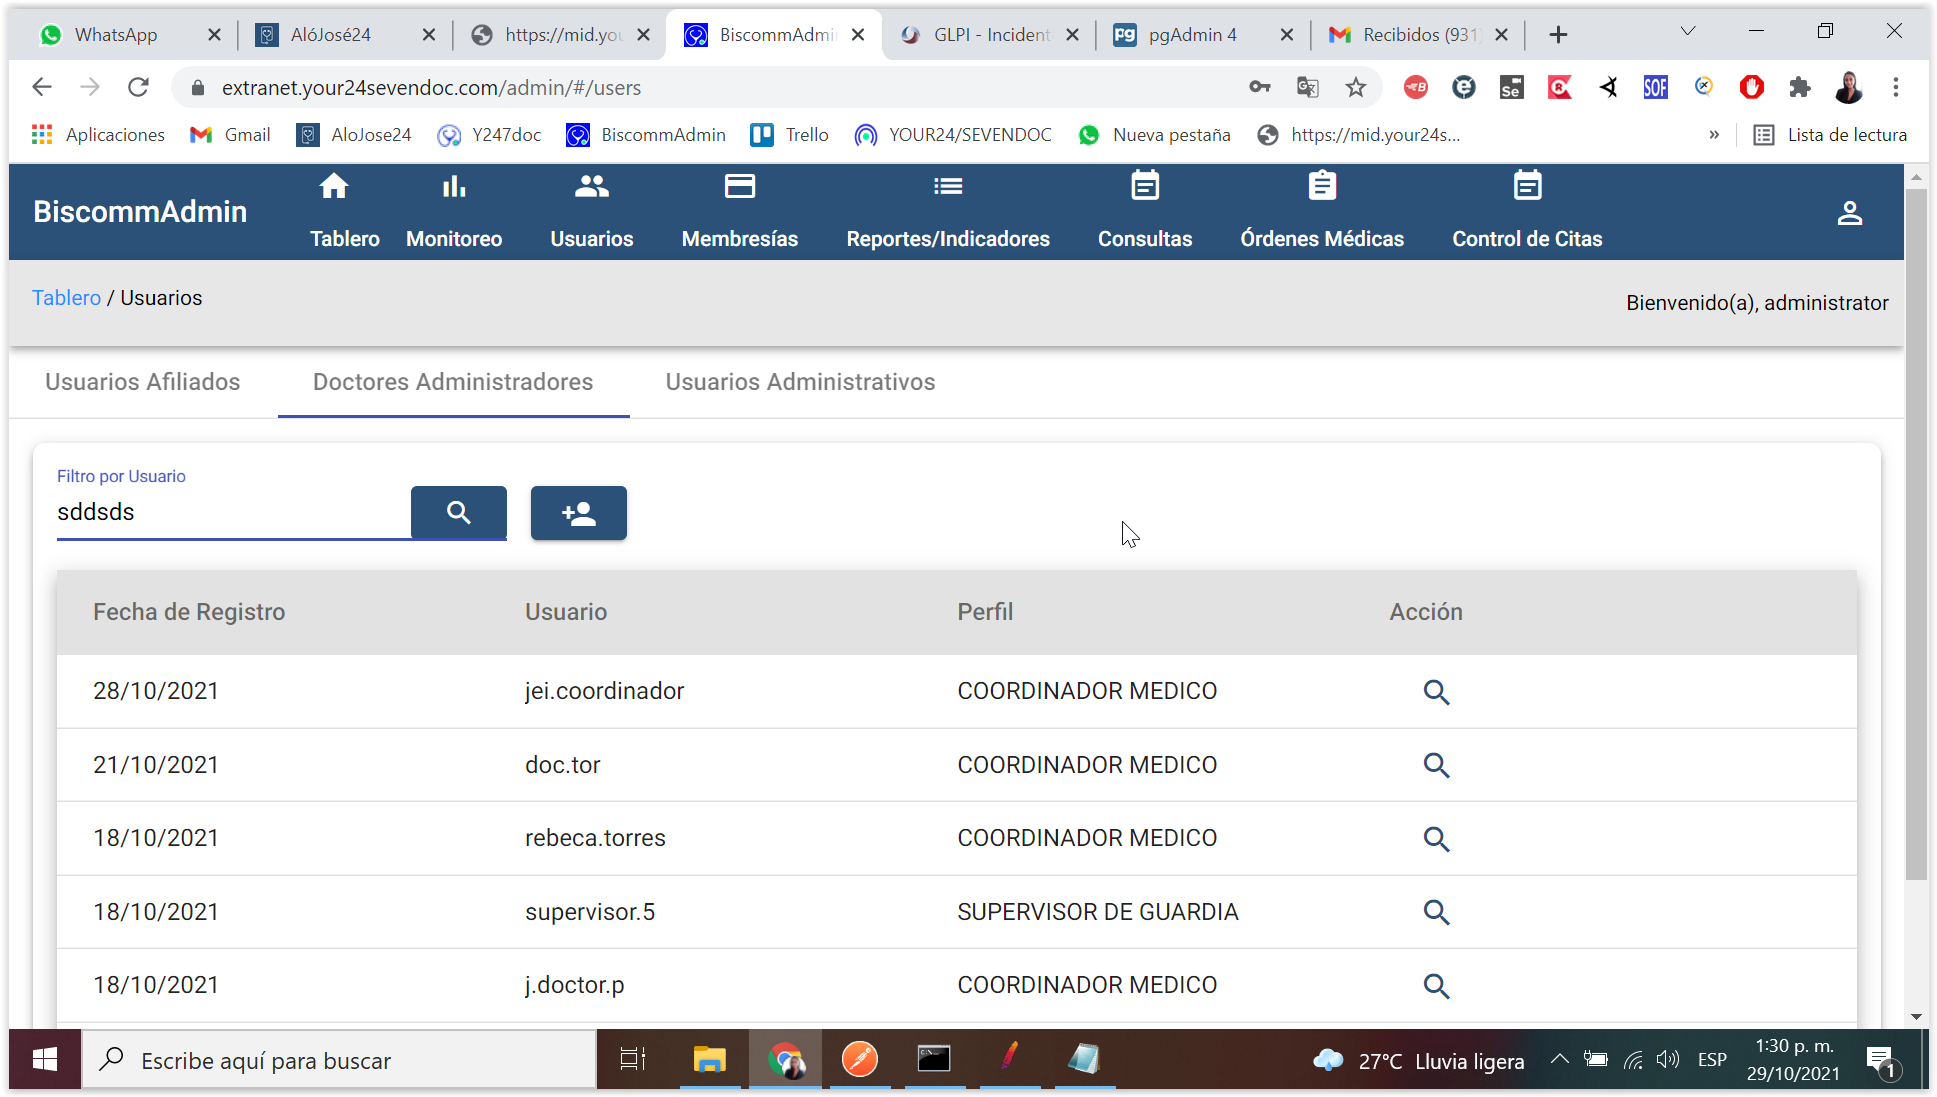 WhatsApp
AlóJosé24
https://mid.you
BiscommAdmin
GLPI - Incident
pgAdmin 4
Recibidos (931)
extranet.your24sevendoc.com/admin/#/users
Aplicaciones
Gmail
AloJose24
Y247doc
BiscommAdmin
Trello
YOUR24/SEVENDOC
Nueva pestaña
https://mid.your24s...
»
Lista de lectura
BiscommAdmin
Tablero
Monitoreo
Usuarios
Membresías
Reportes/Indicadores
Consultas
Órdenes Médicas
Control de Citas
Tablero / Usuarios
Bienvenido(a), administrator
Usuarios Afiliados
Doctores Administradores
Usuarios Administrativos
Filtro por Usuario
sddsds
Fecha de Registro Usuario Perfil Acción
28/10/2021 jei.coordinador COORDINADOR MEDICO
21/10/2021 doc.tor COORDINADOR MEDICO
18/10/2021 rebeca.torres COORDINADOR MEDICO
18/10/2021 supervisor.5 SUPERVISOR DE GUARDIA
18/10/2021 j.doctor.p COORDINADOR MEDICO
Escribe aquí para buscar
27°C Lluvia ligera
ESP
1:30 p. m.
29/10/2021
1